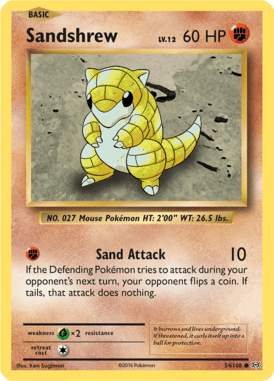 BASIC
Sandshrew LV.12 60 HP
NO. 027 Mouse Pokémon HT: 2'00" WT: 26.5 lbs.
Sand Attack 10
If the Defending Pokémon tries to attack during your
opponent's next turn, your opponent flips a coin. If
tails, that attack does nothing.
weakness ×2 resistance
retreat
cost
It burrows and lives underground.
If threatened, it curls itself up into a
ball for protection.
Illus. Ken Sugimori ©2016 Pokémon 54/108